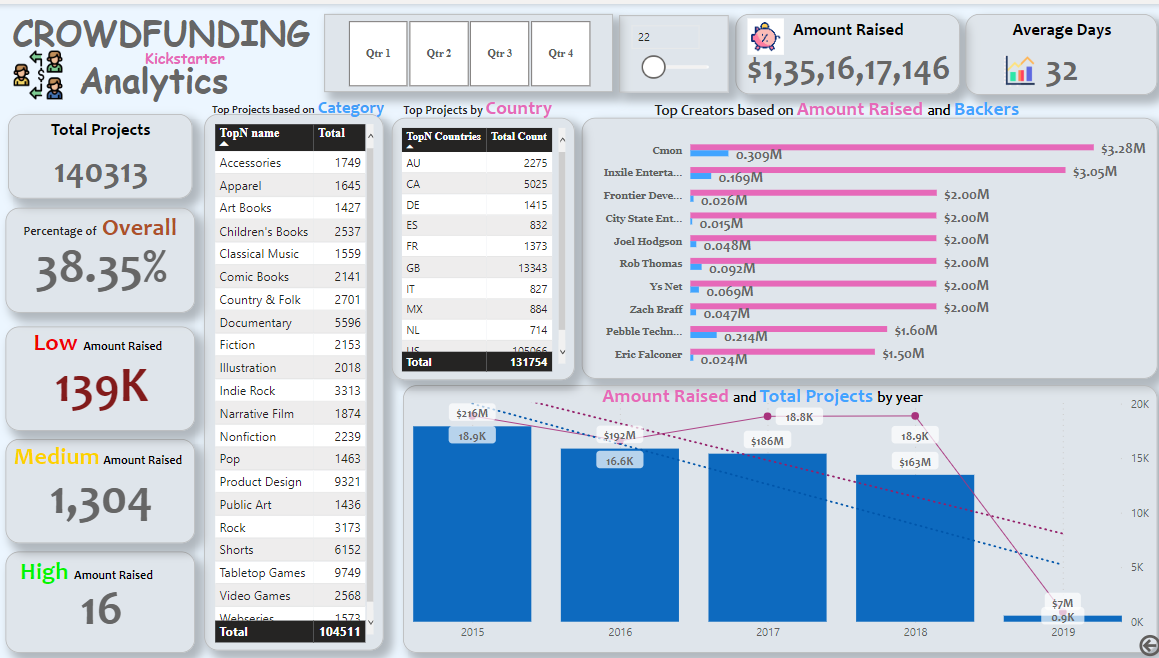 CROWDFUNDING
Kickstarter
Analytics
$
Qtr 1
Qtr 2
Qtr 3
Qtr 4
22
Amount Raised
$1,35,16,17,146
Average Days
32
Total Projects
140313
Percentage of Overall
38.35%
Low Amount Raised
139K
Medium Amount Raised
1,304
High Amount Raised
16
Top Projects based on Category
TopN name Total
Accessories 1749
Apparel 1645
Art Books 1427
Children's Books 2537
Classical Music 1559
Comic Books 2141
Country & Folk 2701
Documentary 5596
Fiction 2153
Illustration 2018
Indie Rock 3313
Narrative Film 1874
Nonfiction 2239
Pop 1463
Product Design 9321
Public Art 1436
Rock 3173
Shorts 6152
Tabletop Games 9749
Video Games 2568
Webseries 1573
Total 104511
Top Projects by Country
TopN Countries Total Count
AU 2275
CA 5025
DE 1415
ES 832
FR 1373
GB 13343
IT 827
MX 884
NL 714
US 105066
Total 131754
Top Creators based on Amount Raised and Backers
Cmon $3.28M
0.309M
Inxile Enterta... $3.05M
0.169M
Frontier Deve... $2.00M
0.026M
City State Ent... $2.00M
0.015M
Joel Hodgson $2.00M
0.048M
Rob Thomas $2.00M
0.092M
Ys Net $2.00M
0.069M
Zach Braff $2.00M
0.047M
Pebble Techn... $1.60M
0.214M
Eric Falconer $1.50M
0.024M
Amount Raised and Total Projects by year
$216M
18.9K
$192M
16.6K
18.8K
$186M
18.9K
$163M
$7M
0.9K
20K
15K
10K
5K
0K
2015 2016 2017 2018 2019